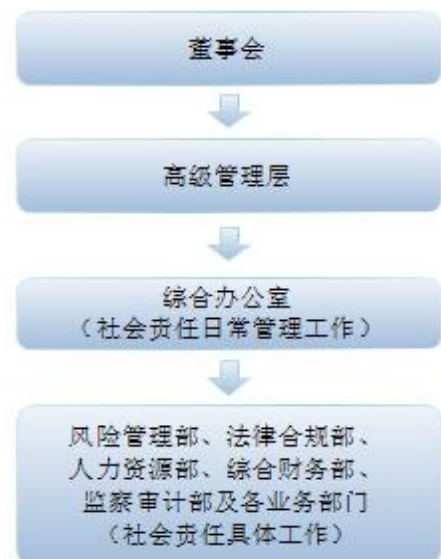 董事会
高级管理层
综合办公室
（社会责任日常管理工作）
风险管理部、法律合规部、
人力资源部、综合财务部、
监察审计部及各业务部门
（社会责任具体工作）